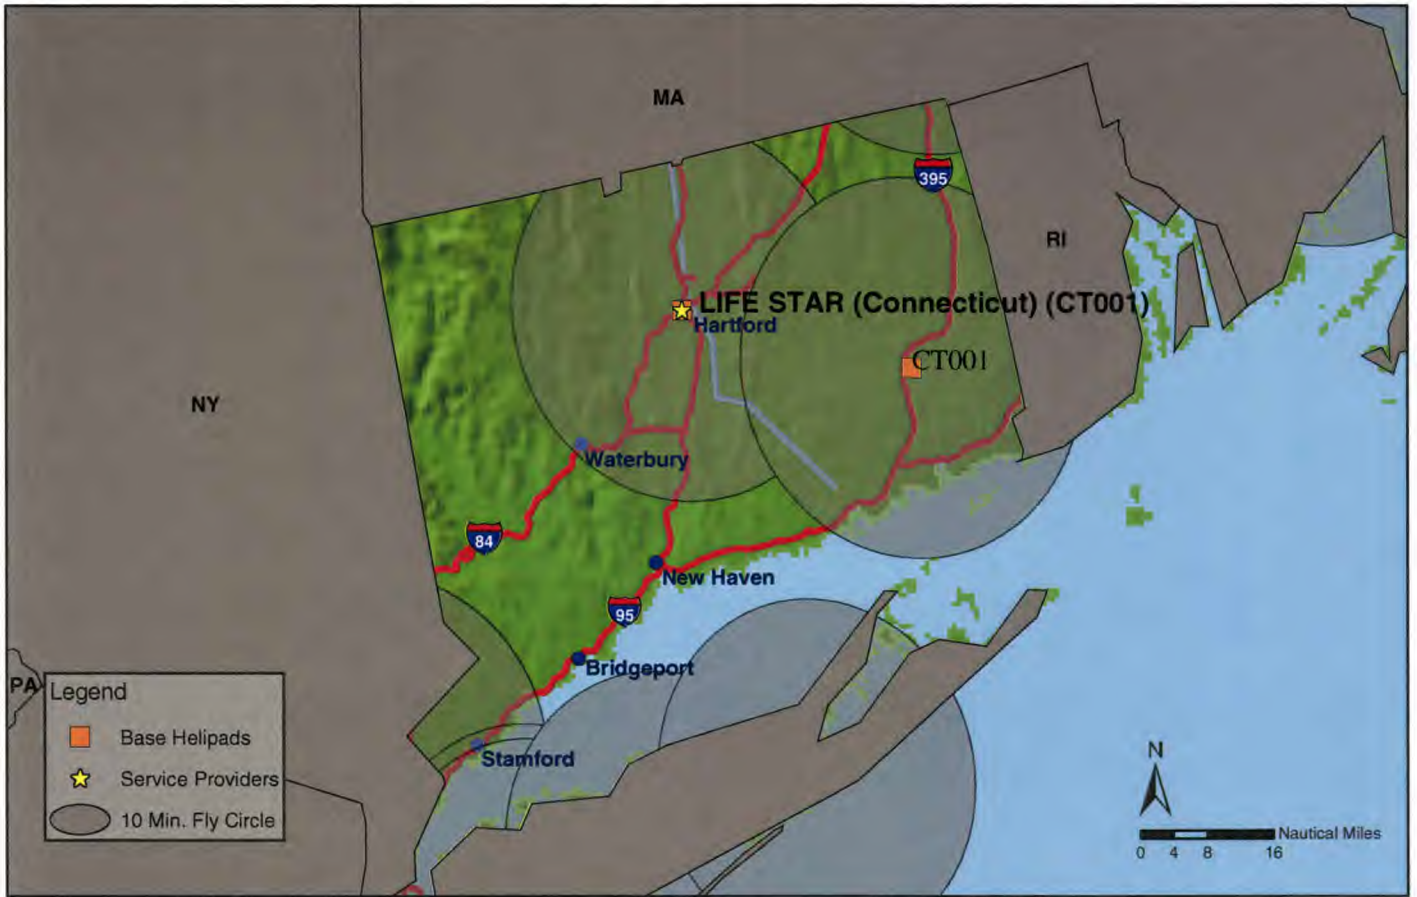 MA
395
RI
LIFE STAR (Connecticut) (CT001)
Hartford
CT001
NY
Waterbury
84
New Haven
95
Bridgeport
PA
Legend
Base Helipads
Stamford
Service Providers
10 Min. Fly Circle
N
Nautical Miles
0 4 8 16